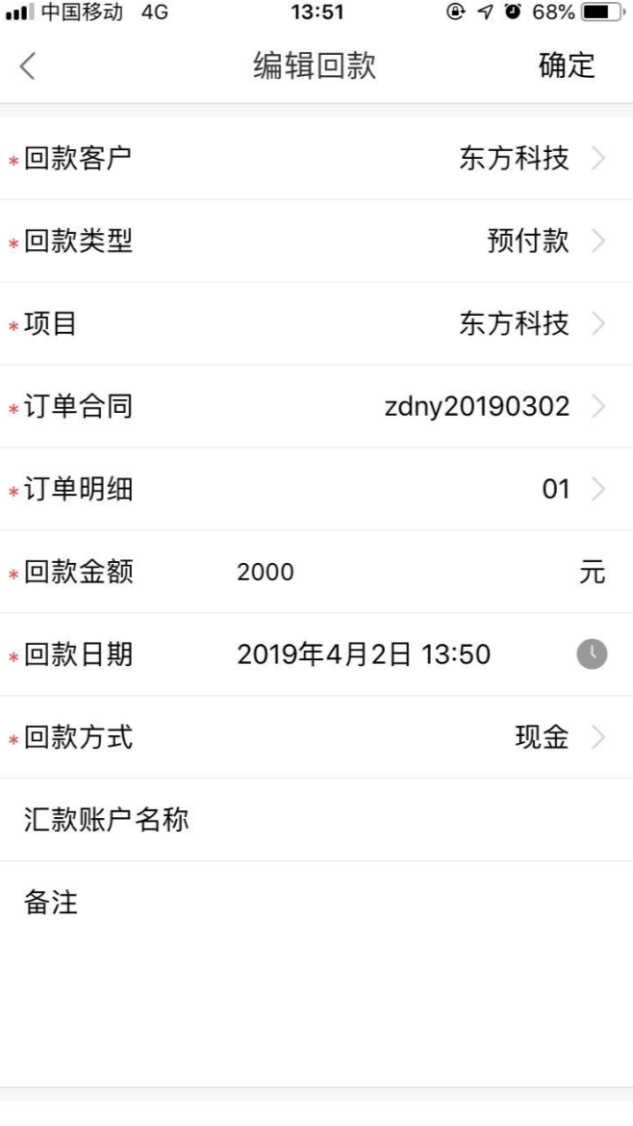 中国移动 4G 13:51 68%
编辑回款 确定
*回款客户 东方科技
*回款类型 预付款
*项目 东方科技
*订单合同 zdny20190302
*订单明细 01
*回款金额 2000 元
*回款日期 2019年4月2日 13:50
*回款方式 现金
汇款账户名称
备注